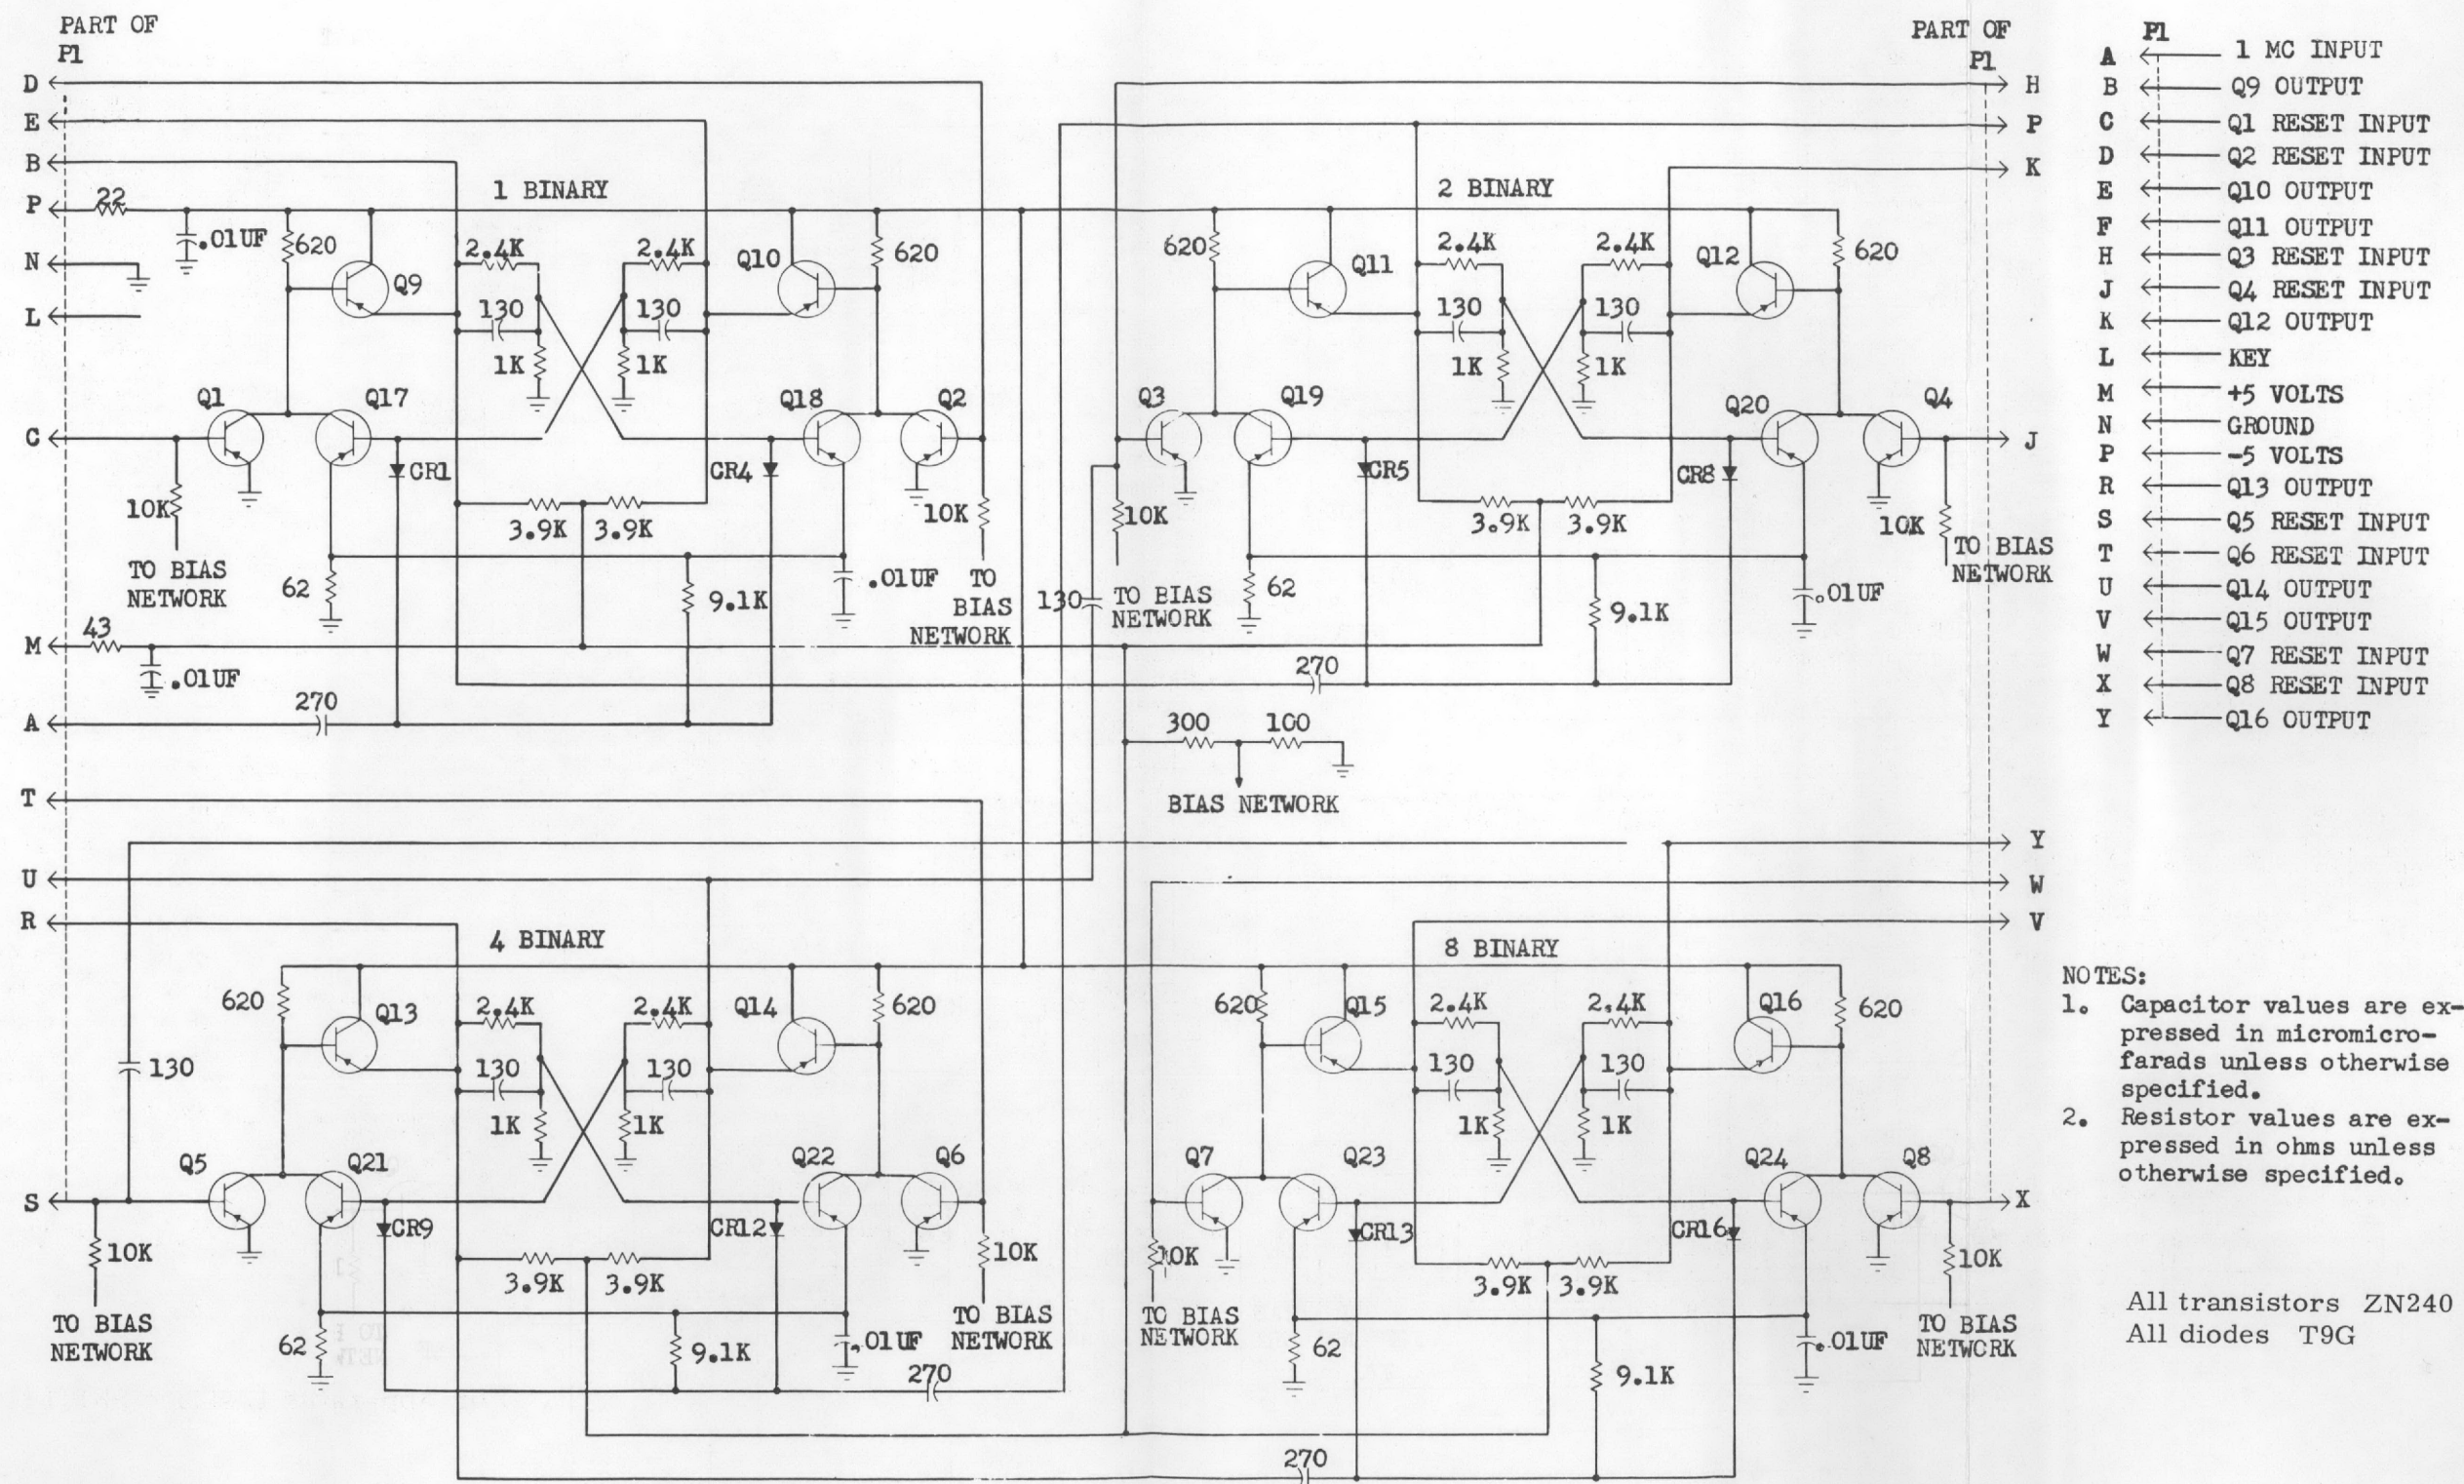 PART OF
P1
D
E
B
P
N
L
C
M
A
T
U
R
S
1 BINARY
22
.01UF
620
Q9
2.4K
2.4K
130
130
1K
1K
Q10
620
Q1
Q17
Q18
Q2
CR1
CR4
10K
TO BIAS
NETWORK
62
3.9K
3.9K
9.1K
.01UF
10K
TO
BIAS
NETWORK
43
.01UF
270
PART OF
P1
H
P
K
J
Y
W
V
X
2 BINARY
620
Q11
2.4K
2.4K
130
130
1K
1K
Q12
620
Q3
Q19
Q20
Q4
CR5
CR8
10K
130
TO BIAS
NETWORK
62
3.9K
3.9K
9.1K
.01UF
10K
TO BIAS
NETWORK
270
300
100
BIAS NETWORK
4 BINARY
620
Q13
2.4K
2.4K
130
130
1K
1K
Q14
620
130
Q5
Q21
Q22
Q6
CR9
CR12
10K
TO BIAS
NETWORK
62
3.9K
3.9K
9.1K
.01UF
10K
TO BIAS
NETWORK
270
8 BINARY
620
Q15
2.4K
2.4K
130
130
1K
1K
Q16
620
Q7
Q23
Q24
Q8
CR13
CR16
10K
TO BIAS
NETWORK
62
3.9K
3.9K
9.1K
.01UF
10K
TO BIAS
NETWORK
270
P1
A 1 MC INPUT
B Q9 OUTPUT
C Q1 RESET INPUT
D Q2 RESET INPUT
E Q10 OUTPUT
F Q11 OUTPUT
H Q3 RESET INPUT
J Q4 RESET INPUT
K Q12 OUTPUT
L KEY
M +5 VOLTS
N GROUND
P -5 VOLTS
R Q13 OUTPUT
S Q5 RESET INPUT
T Q6 RESET INPUT
U Q14 OUTPUT
V Q15 OUTPUT
W Q7 RESET INPUT
X Q8 RESET INPUT
Y Q16 OUTPUT
NOTES:
1. Capacitor values are ex-
pressed in micromicro-
farads unless otherwise
specified.
2. Resistor values are ex-
pressed in ohms unless
otherwise specified.
All transistors ZN240
All diodes T9G